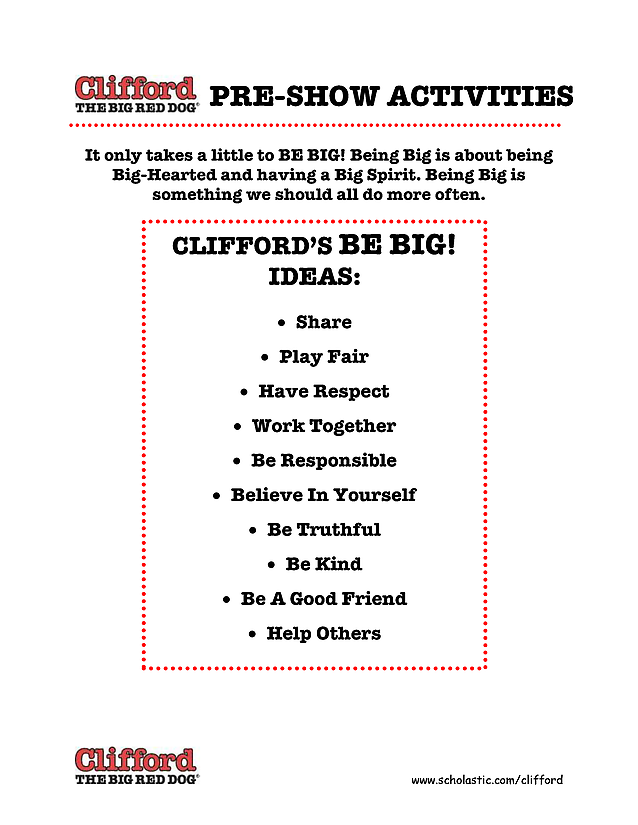 Clifford
THE BIG RED DOG®
PRE-SHOW ACTIVITIES
It only takes a little to BE BIG! Being Big is about being
Big-Hearted and having a Big Spirit. Being Big is
something we should all do more often.
CLIFFORD'S BE BIG!
IDEAS:
• Share
• Play Fair
• Have Respect
• Work Together
• Be Responsible
• Believe In Yourself
• Be Truthful
• Be Kind
• Be A Good Friend
• Help Others
Clifford
THE BIG RED DOG®
www.scholastic.com/clifford